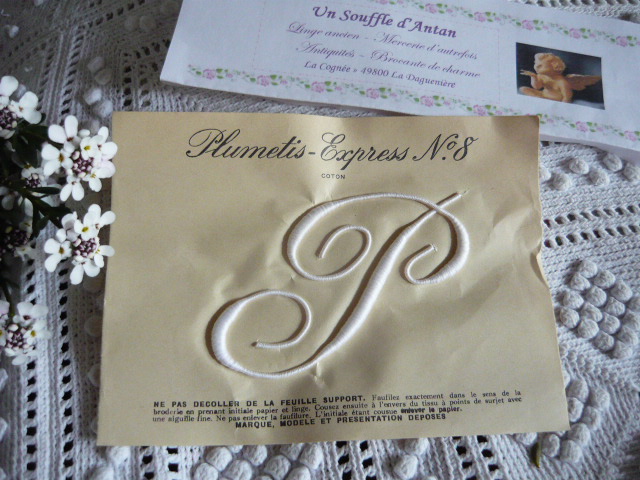 Un Souffle d'Antan
Linge ancien - Mercerie d'autrefois
Antiquités - Brocante de charme
La Cognée * 49800 La Daguenière
Plumetis-Express Nº8
COTON
P
NE PAS DECOLLER DE LA FEUILLE SUPPORT. Faufilez exactement dans le sens de la
broderie en prenant initiale papier et linge. Cousez ensuite à l'envers du tissu à points de surjet avec
une aiguille fine. Ne pas enlever la faufilure. L'initiale étant cousue enlever le papier.
MARQUE, MODELE ET PRESENTATION DEPOSES